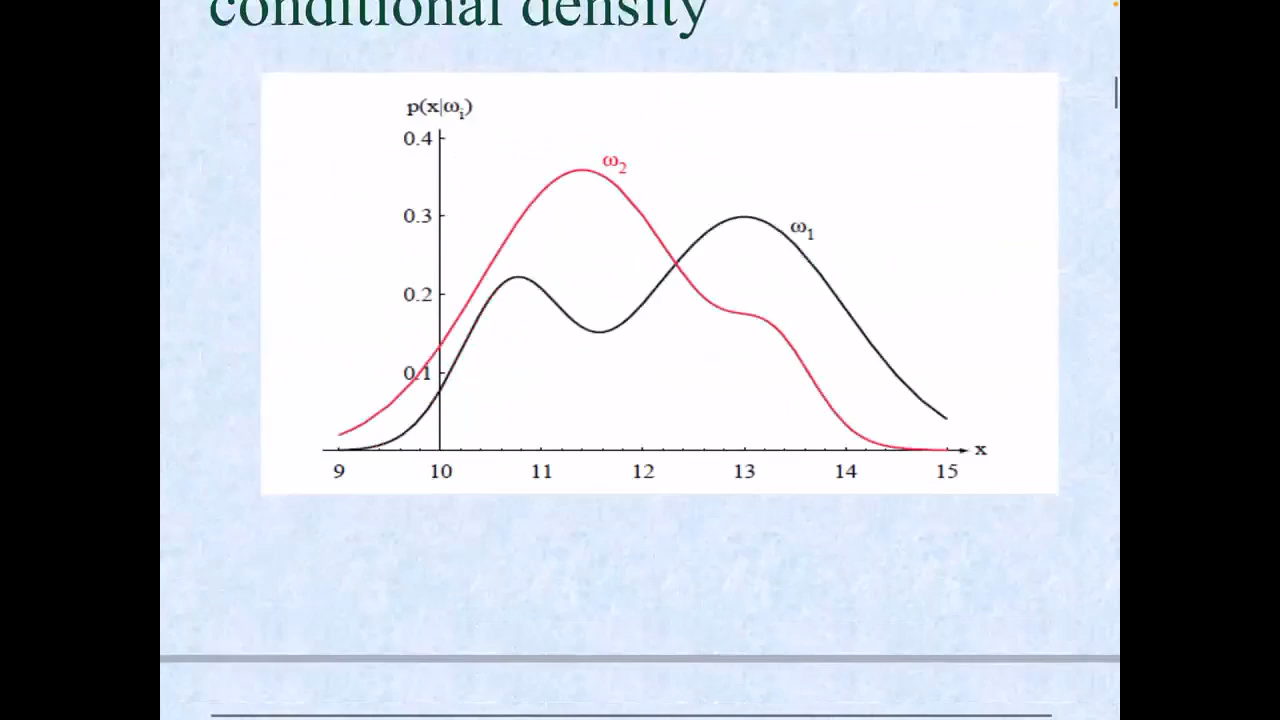 conditional density
p(x|ωi)
0.4
ω2
0.3
ω1
0.2
0.1
x
9 10 11 12 13 14 15